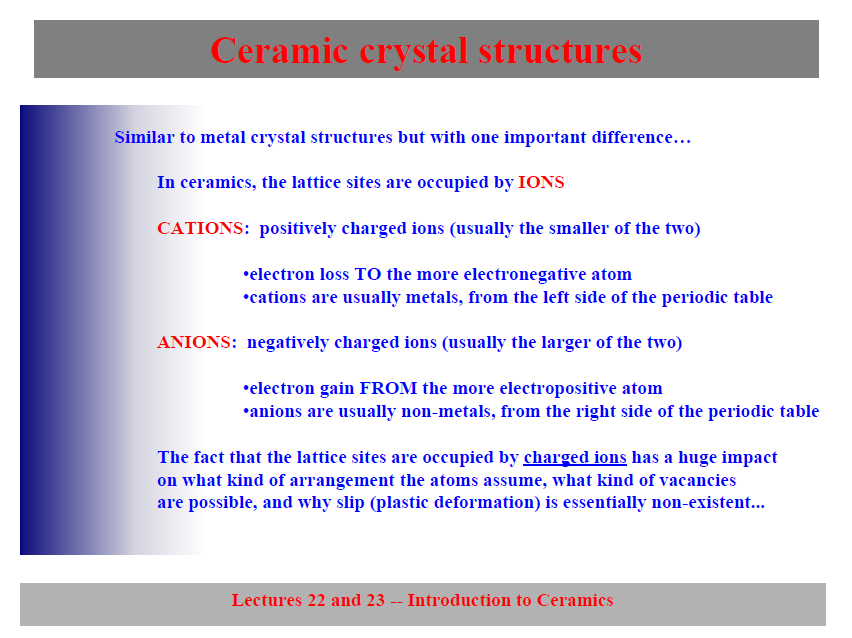 Ceramic crystal structures
Similar to metal crystal structures but with one important difference…
In ceramics, the lattice sites are occupied by IONS
CATIONS:  positively charged ions (usually the smaller of the two)
•electron loss TO the more electronegative atom
•cations are usually metals, from the left side of the periodic table
ANIONS:  negatively charged ions (usually the larger of the two)
•electron gain FROM the more electropositive atom
•anions are usually non-metals, from the right side of the periodic table
The fact that the lattice sites are occupied by charged ions has a huge impact
on what kind of arrangement the atoms assume, what kind of vacancies
are possible, and why slip (plastic deformation) is essentially non-existent...
Lectures 22 and 23 -- Introduction to Ceramics